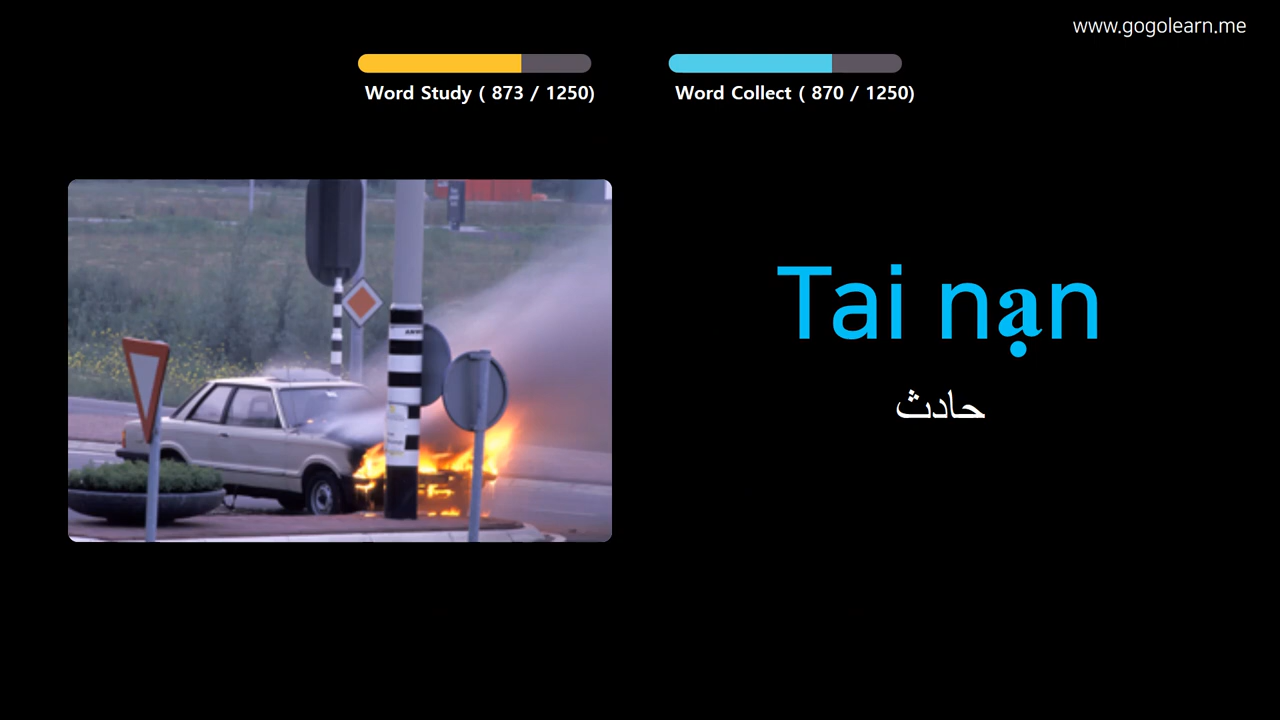 www.gogolearn.me
Word Study ( 873 / 1250)
Word Collect ( 870 / 1250)
Tai nạn
حادث